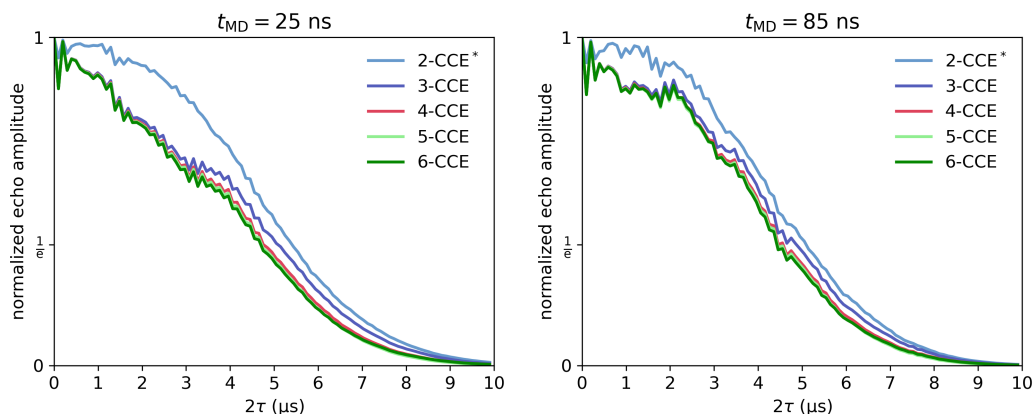 t_MD = 25 ns
normalized echo amplitude
1
1/e
0
2-CCE*
3-CCE
4-CCE
5-CCE
6-CCE
0 1 2 3 4 5 6 7 8 9 10
2τ (μs)
t_MD = 85 ns
normalized echo amplitude
1
1/e
0
2-CCE*
3-CCE
4-CCE
5-CCE
6-CCE
0 1 2 3 4 5 6 7 8 9 10
2τ (μs)